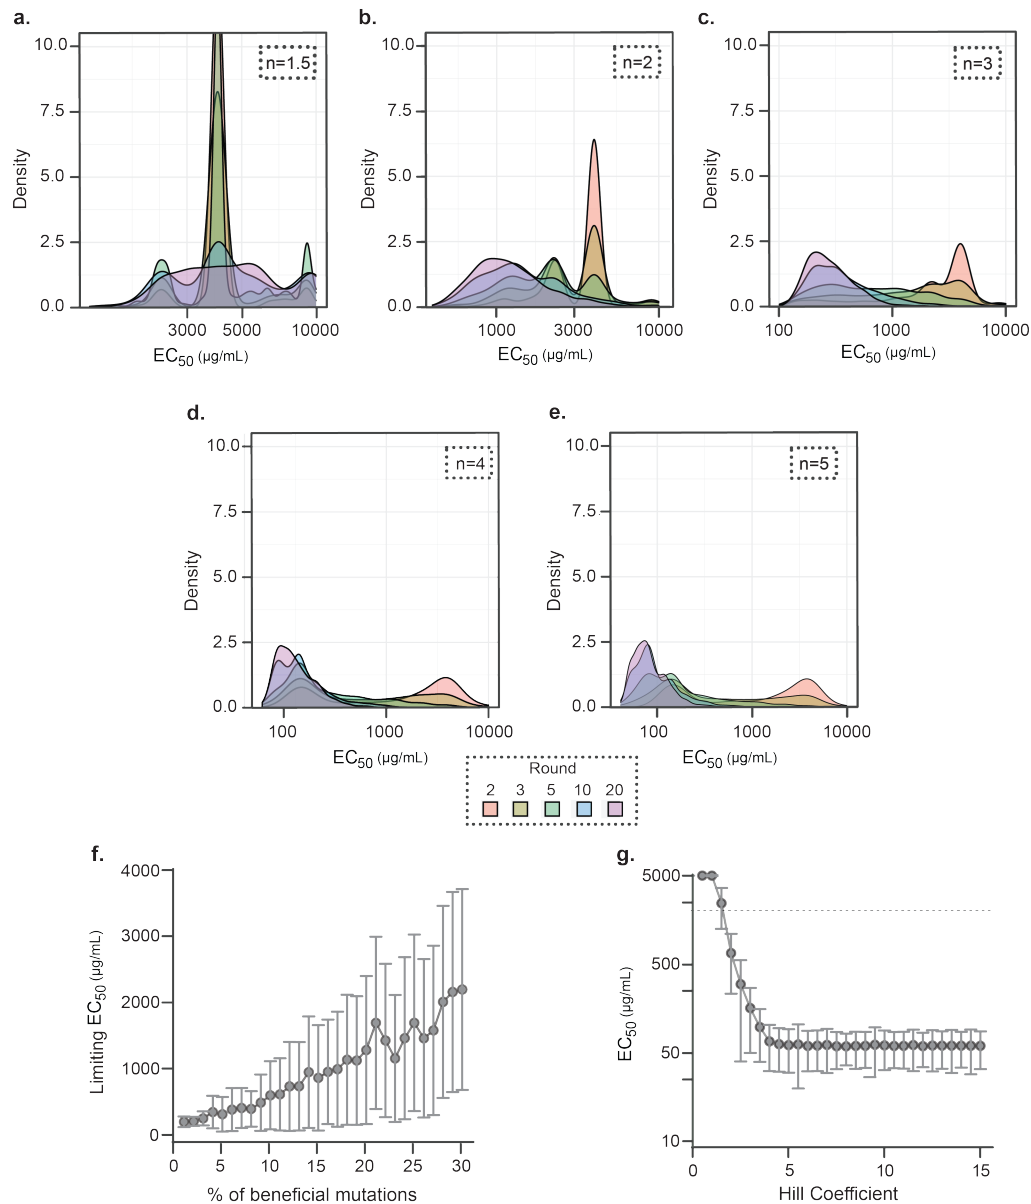 a.
b.
c.
10.0
7.5
5.0
2.5
0.0
Density
n=1.5
3000 5000 10000
EC50 (µg/mL)
10.0
7.5
5.0
2.5
0.0
Density
n=2
1000 3000 10000
EC50 (µg/mL)
10.0
7.5
5.0
2.5
0.0
Density
n=3
100 1000 10000
EC50 (µg/mL)
d.
e.
10.0
7.5
5.0
2.5
0.0
Density
n=4
100 1000 10000
EC50 (µg/mL)
10.0
7.5
5.0
2.5
0.0
Density
n=5
100 1000 10000
EC50 (µg/mL)
Round
2 3 5 10 20
f.
g.
4000
3000
2000
1000
0
Limiting EC50 (µg/mL)
0 5 10 15 20 25 30
% of beneficial mutations
5000
500
50
10
EC50 (µg/mL)
0 5 10 15
Hill Coefficient